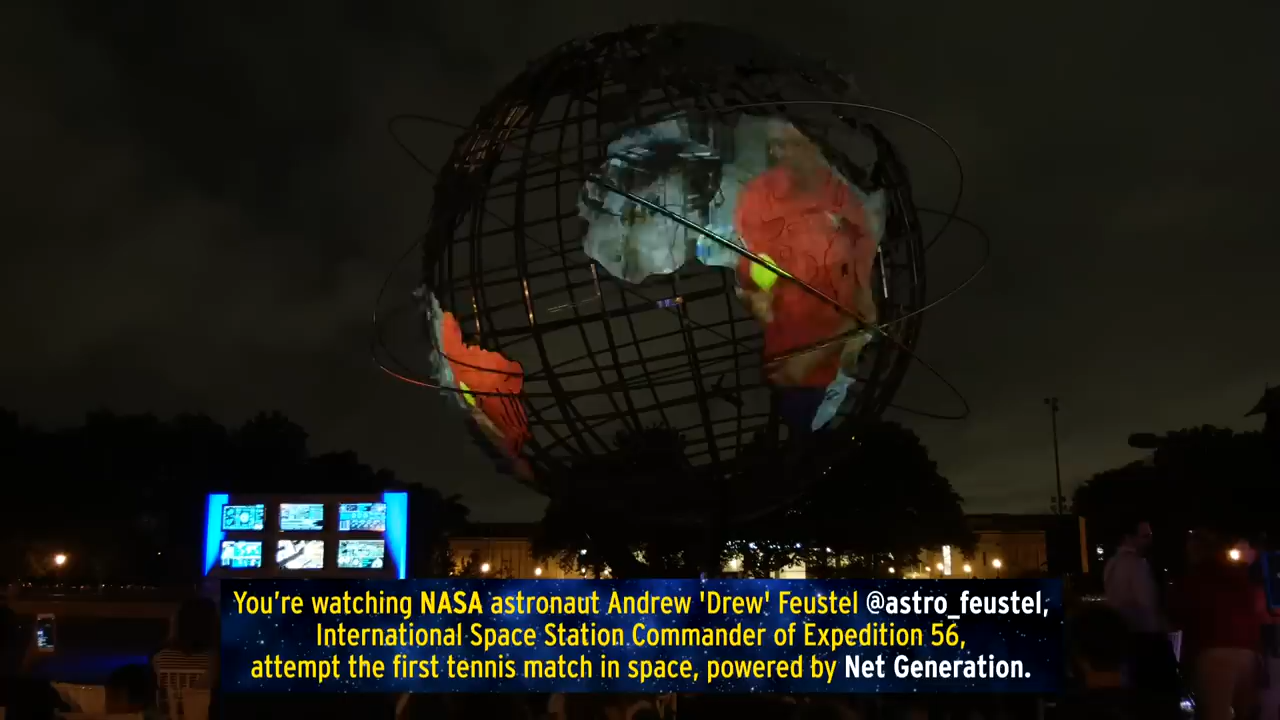 You're watching NASA astronaut Andrew 'Drew' Feustel @astro_feustel,
International Space Station Commander of Expedition 56,
attempt the first tennis match in space, powered by Net Generation.